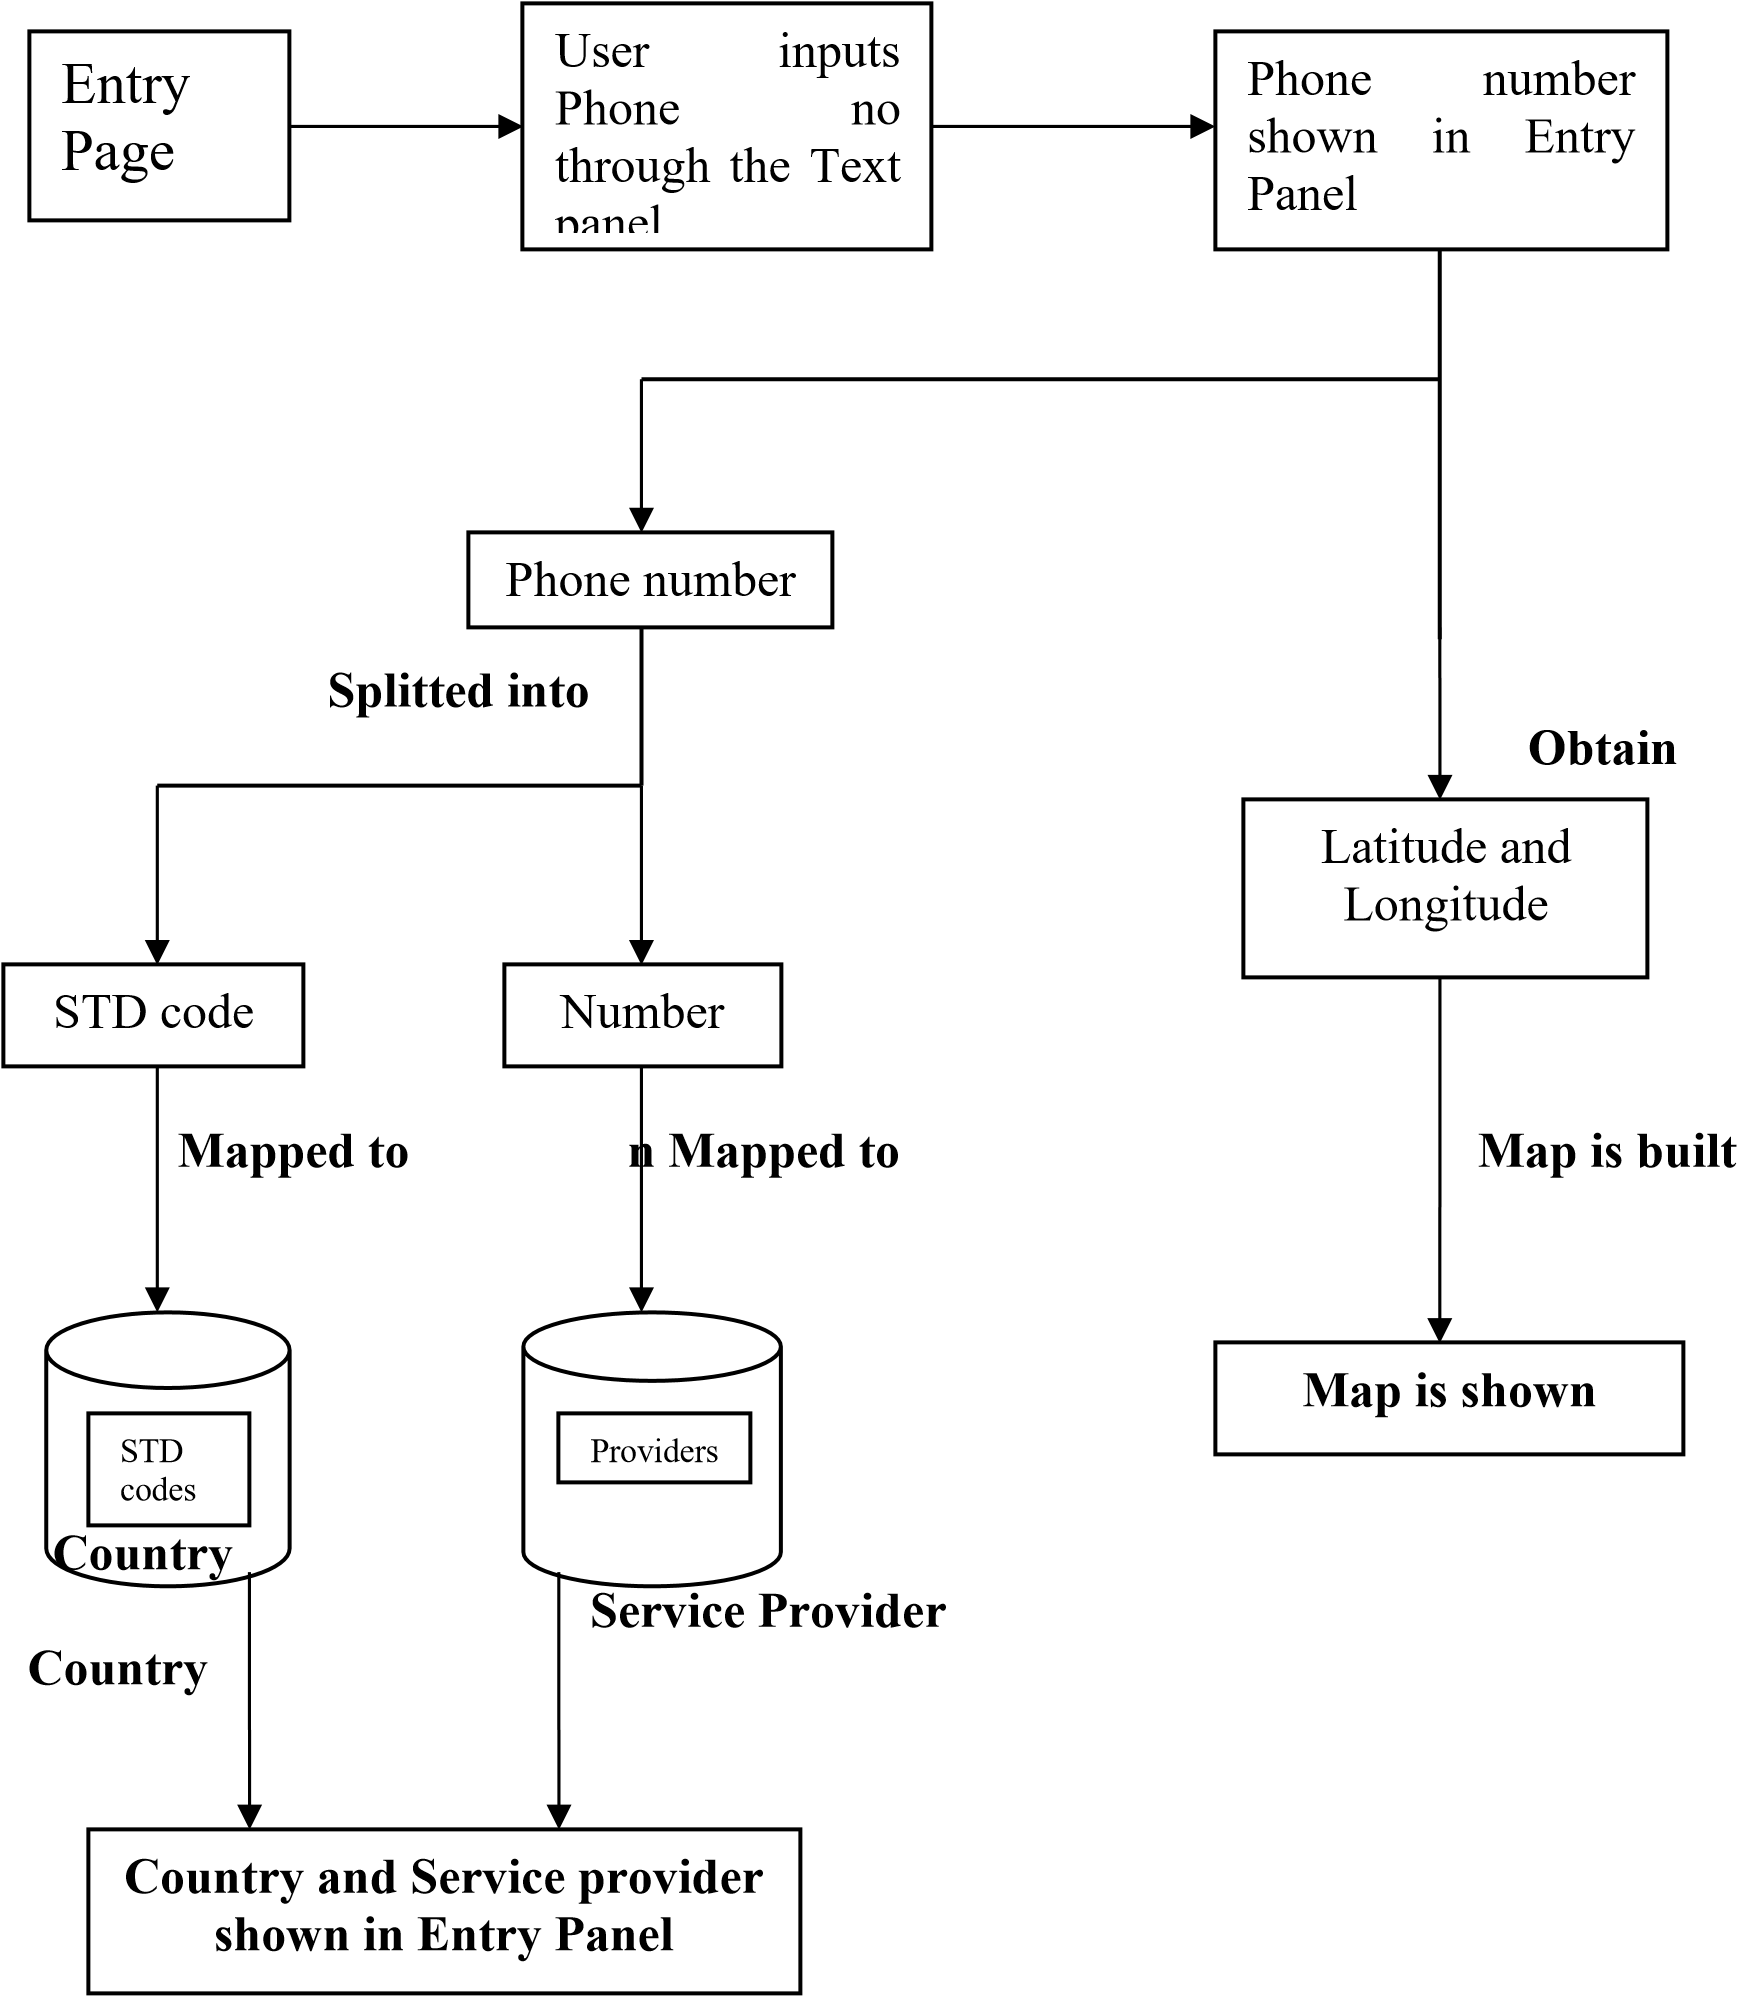 Entry
Page
User inputs
Phone no
through the Text
panel
Phone number
shown in Entry
Panel
Phone number
Splitted into
Obtain
Latitude and
Longitude
STD code
Number
Mapped to
n Mapped to
Map is built
Map is shown
STD
codes
Providers
Country
Service Provider
Country
Country and Service provider
shown in Entry Panel